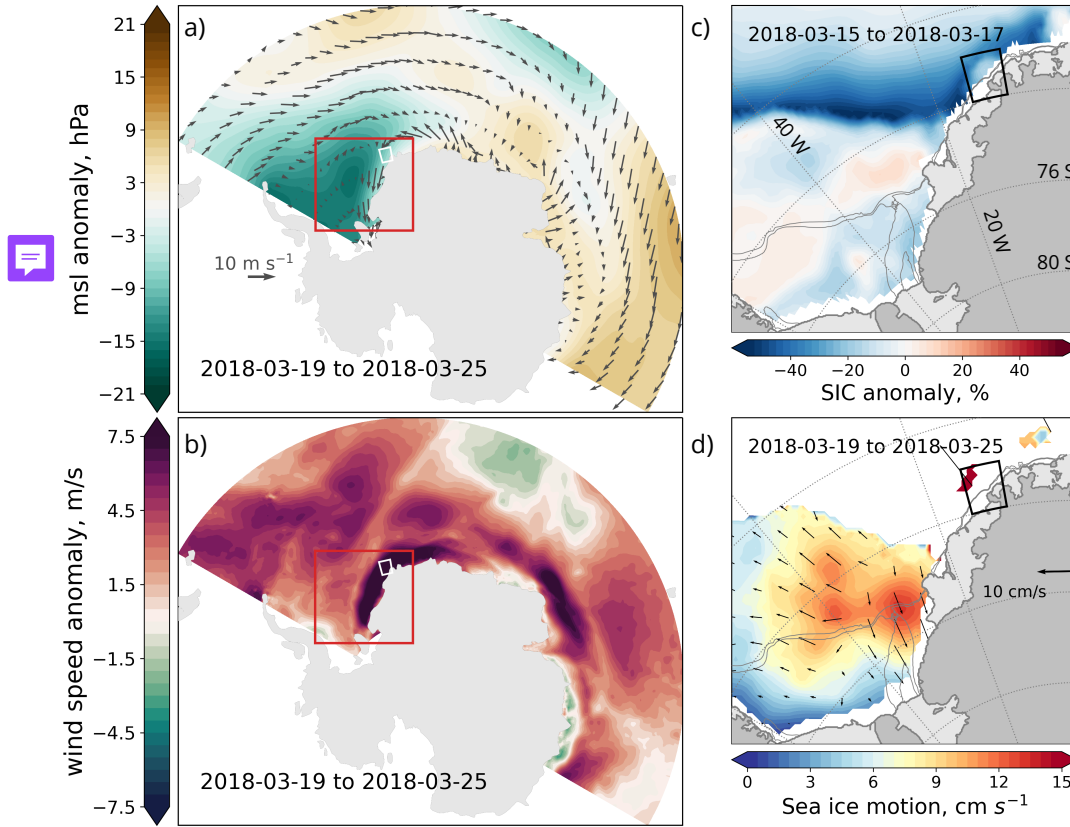 a)
21
15
9
3
−3
−9
−15
−21
msl anomaly, hPa
10 m s⁻¹
2018-03-19 to 2018-03-25
b)
7.5
4.5
1.5
−1.5
−4.5
−7.5
wind speed anomaly, m/s
2018-03-19 to 2018-03-25
c)
2018-03-15 to 2018-03-17
40 W
76 S
20 W
80 S
−40 −20 0 20 40
SIC anomaly, %
d)
2018-03-19 to 2018-03-25
10 cm/s
0 3 6 9 12 15
Sea ice motion, cm s⁻¹